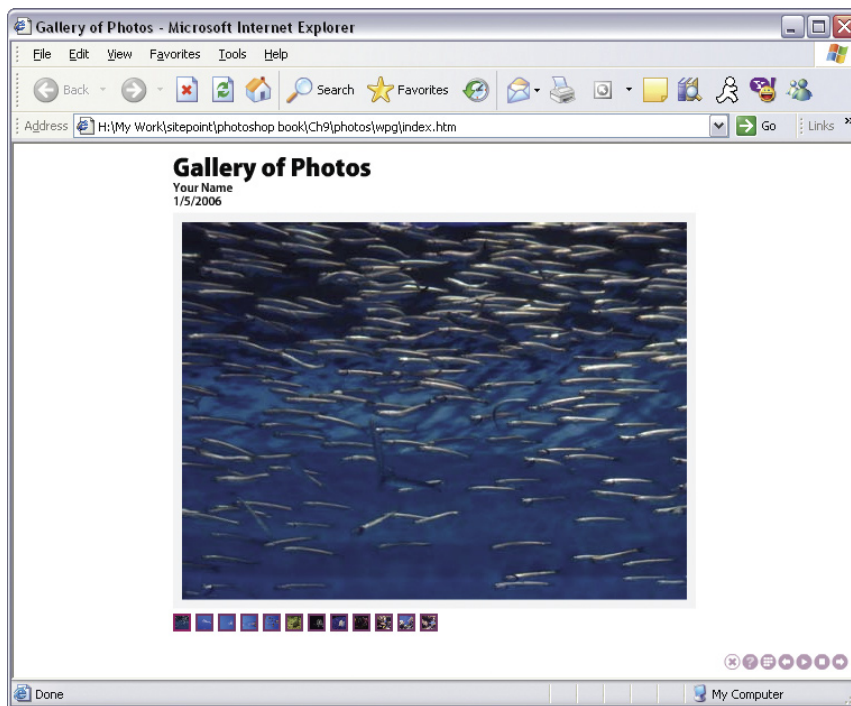 Gallery of Photos - Microsoft Internet Explorer
File Edit View Favorites Tools Help
Back Search Favorites
Address H:\My Work\sitepoint\photoshop book\Ch9\photos\wpg\index.htm Go Links »
Gallery of Photos
Your Name
1/5/2006
Done My Computer